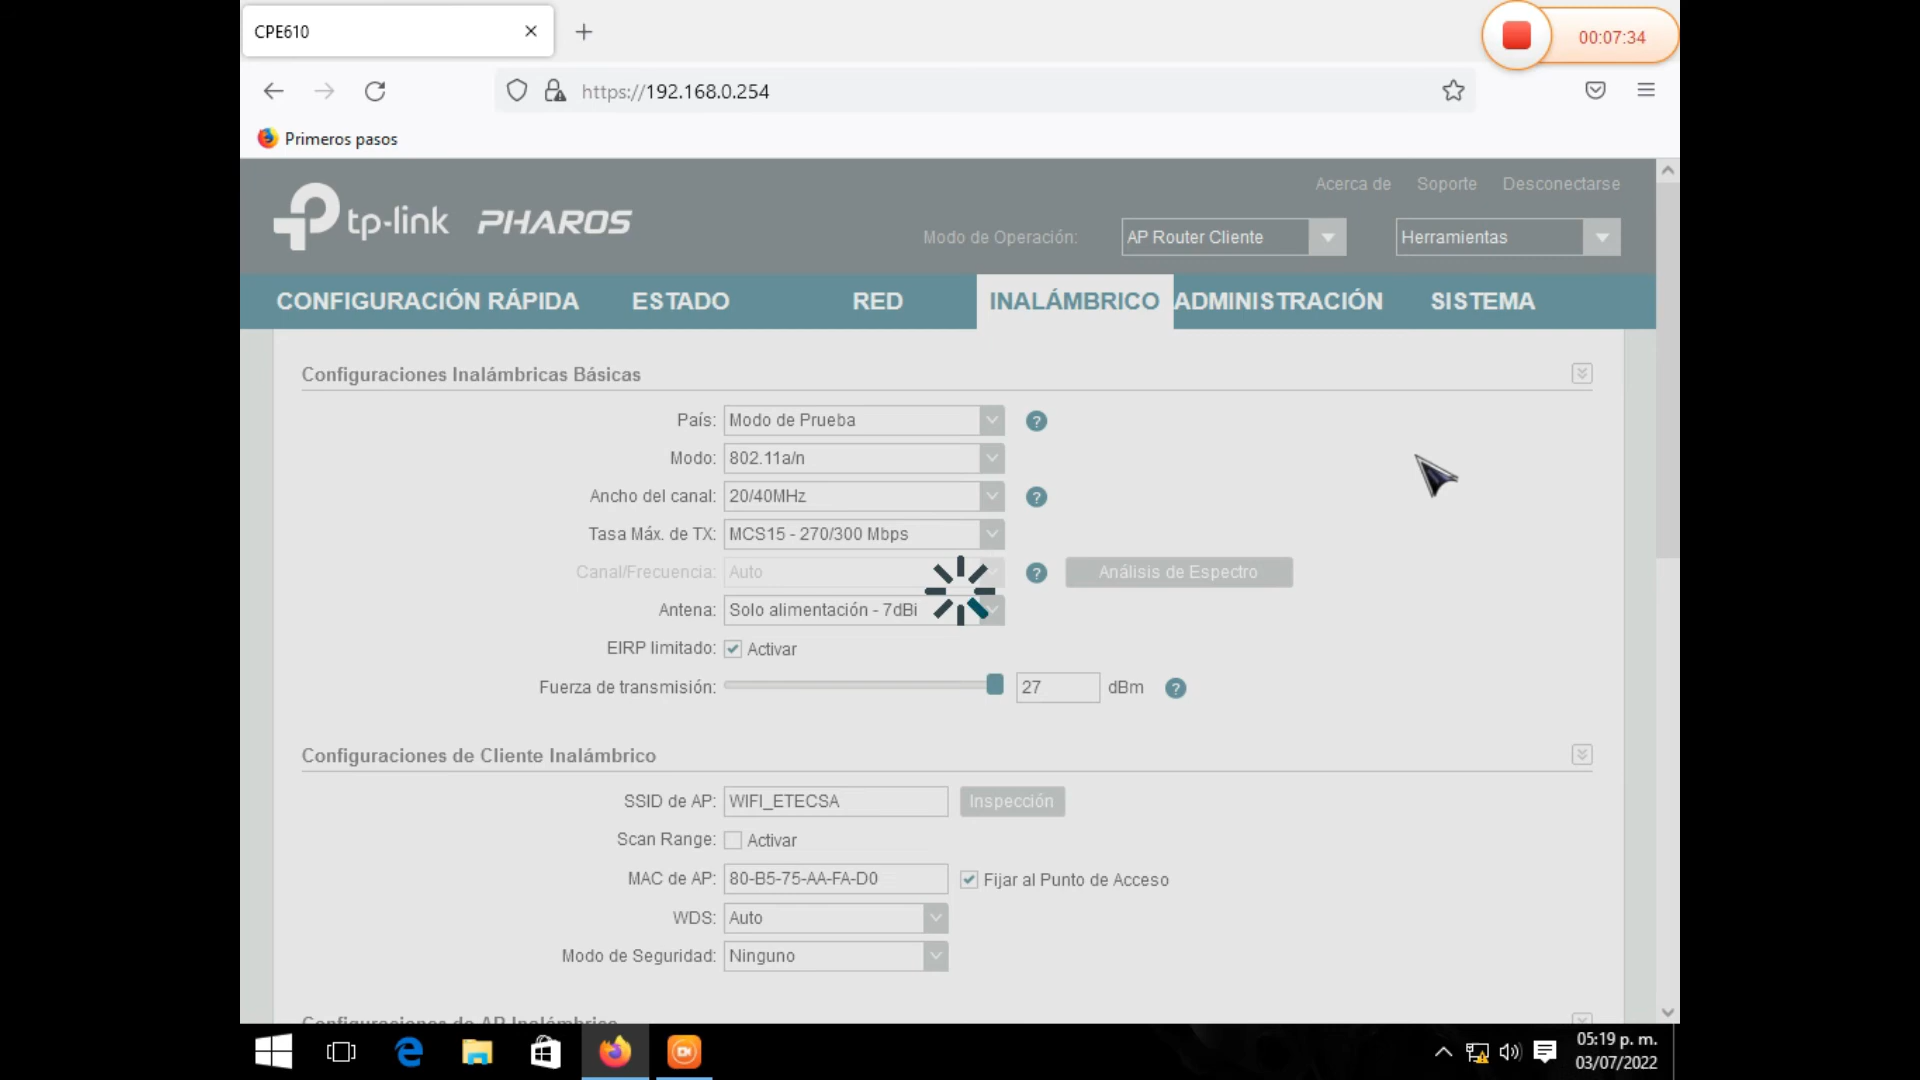 CPE610
00:07:34
https://192.168.0.254
Primeros pasos
tp-link PHAROS
Acerca de Soporte Desconectarse
Modo de Operación: AP Router Cliente Herramientas
CONFIGURACIÓN RÁPIDA ESTADO RED INALÁMBRICO ADMINISTRACIÓN SISTEMA
Configuraciones Inalámbricas Básicas
País: Modo de Prueba ?
Modo: 802.11a/n
Ancho del canal: 20/40MHz ?
Tasa Máx. de TX: MCS15 - 270/300 Mbps
Canal/Frecuencia: Auto ? Análisis de Espectro
Antena: Solo alimentación - 7dBi
EIRP limitado: Activar
Fuerza de transmisión: 27 dBm ?
Configuraciones de Cliente Inalámbrico
SSID de AP: WIFI_ETECSA Inspección
Scan Range: Activar
MAC de AP: 80-B5-75-AA-FA-D0 Fijar al Punto de Acceso
WDS: Auto
Modo de Seguridad: Ninguno
Configuraciones de AP Inalámbrico
05:19 p. m.
03/07/2022